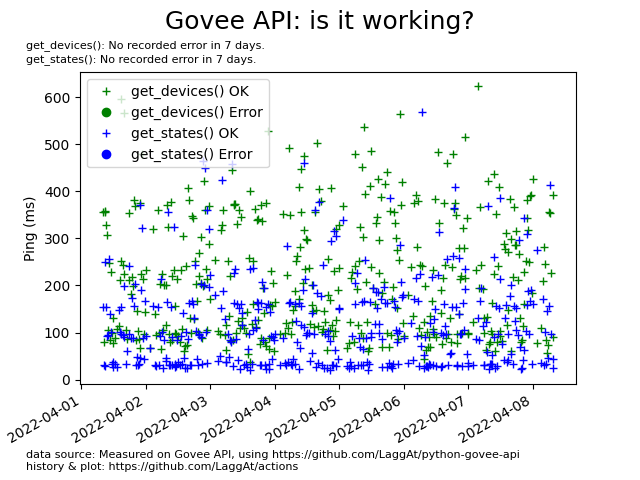 Govee API: is it working?
get_devices(): No recorded error in 7 days.
get_states(): No recorded error in 7 days.
get_devices() OK
get_devices() Error
get_states() OK
get_states() Error
Ping (ms)
600
500
400
300
200
100
0
2022-04-01
2022-04-02
2022-04-03
2022-04-04
2022-04-05
2022-04-06
2022-04-07
2022-04-08
data source: Measured on Govee API, using https://github.com/LaggAt/python-govee-api
history & plot: https://github.com/LaggAt/actions